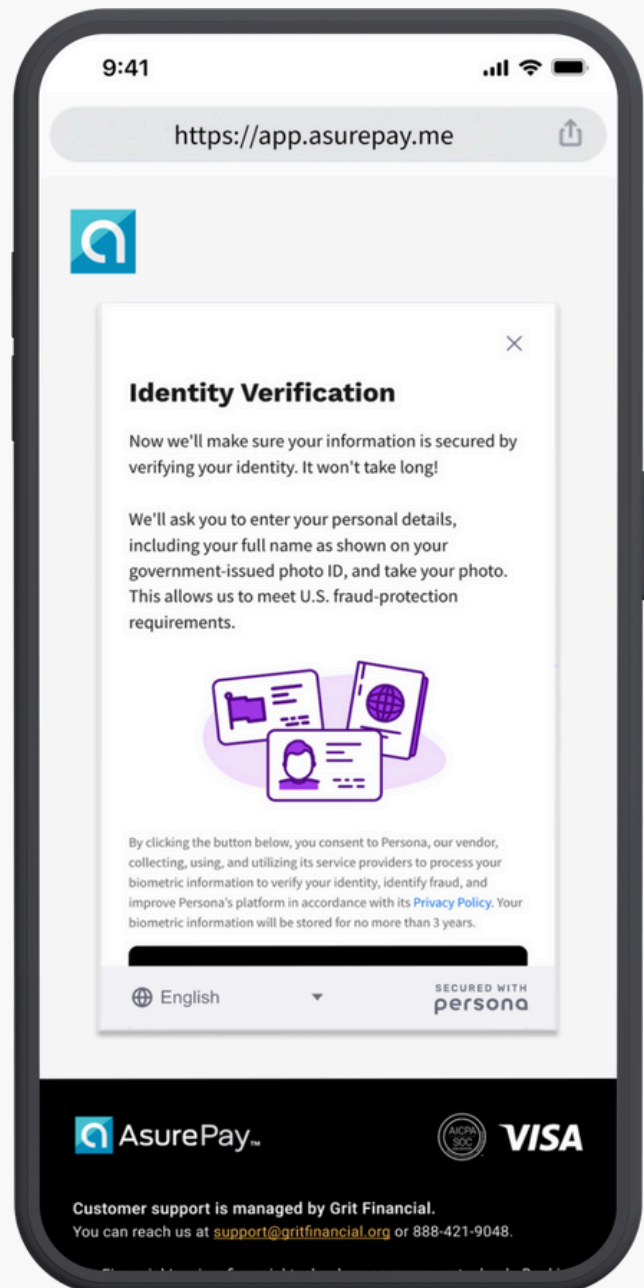 9:41
https://app.asurepay.me
Identity Verification
Now we'll make sure your information is secured by
verifying your identity. It won't take long!
We'll ask you to enter your personal details,
including your full name as shown on your
government-issued photo ID, and take your photo.
This allows us to meet U.S. fraud-protection
requirements.
By clicking the button below, you consent to Persona, our vendor,
collecting, using, and utilizing its service providers to process your
biometric information to verify your identity, identify fraud, and
improve Persona's platform in accordance with its Privacy Policy. Your
biometric information will be stored for no more than 3 years.
English
SECURED WITH
persona
AsurePay™
AICPA
SOC
VISA
Customer support is managed by Grit Financial.
You can reach us at support@gritfinancial.org or 888-421-9048.